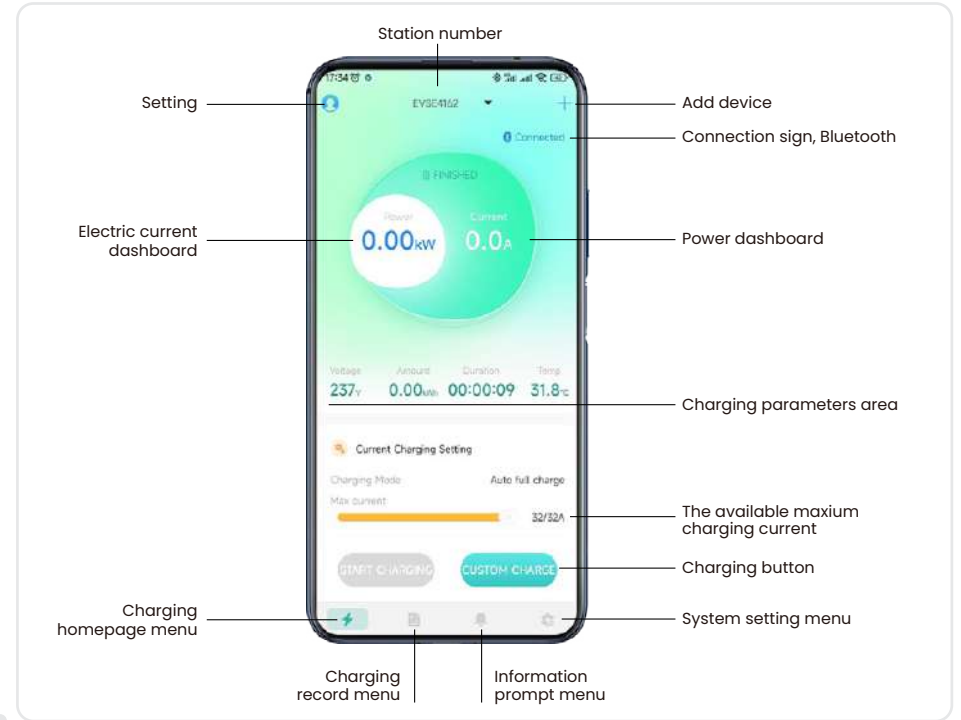 Station number
17:34
Setting
EVSE4162
Add device
Connected
Connection sign, Bluetooth
FINISHED
Power
Current
Electric current
dashboard
0.00kW
0.0A
Power dashboard
Voltage Amount Duration Temp
237V 0.00kWh 00:00:09 31.8°C
Charging parameters area
Current Charging Setting
Charging Mode Auto full charge
Max current
32/32A
The available maxium
charging current
START CHARGING
CUSTOM CHARGE
Charging button
Charging
homepage menu
System setting menu
Charging
record menu
Information
prompt menu